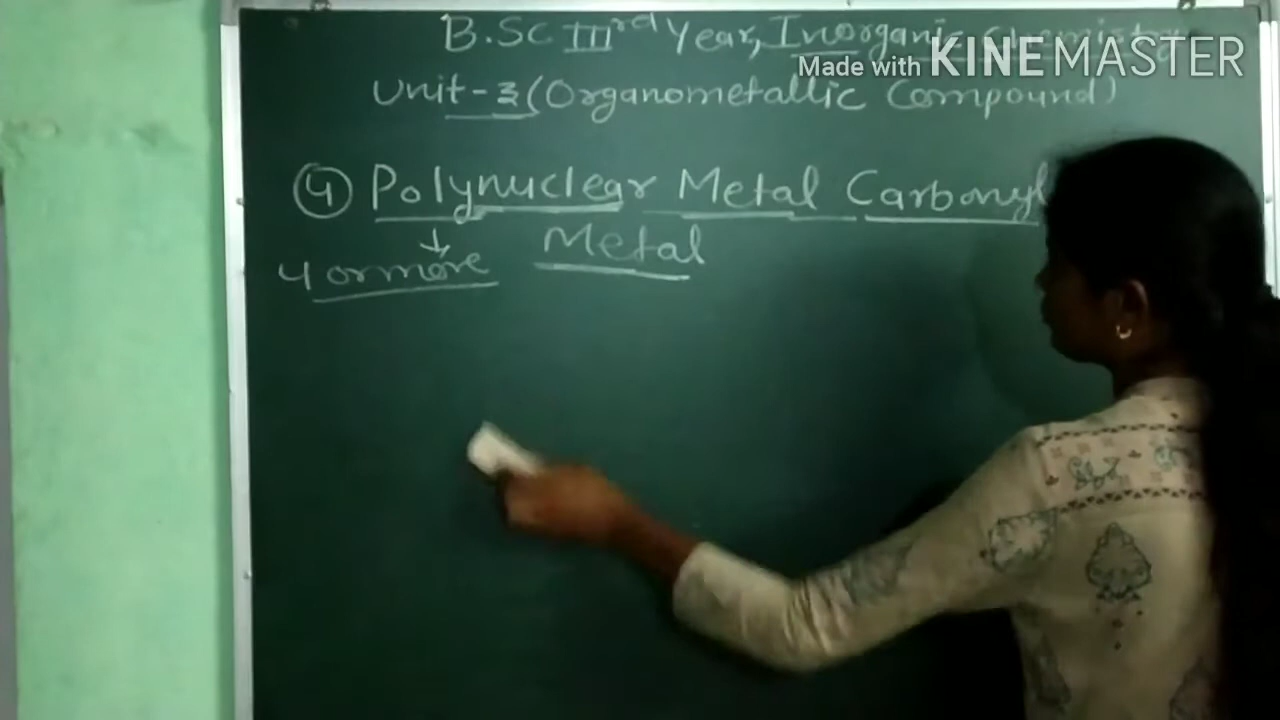 B.Sc IIIrd Year, Inorganic Chemistry
Made with KINEMASTER
Unit-3 (Organometallic Compound)
④ Polynuclear Metal Carbonyl
4 or more Metal